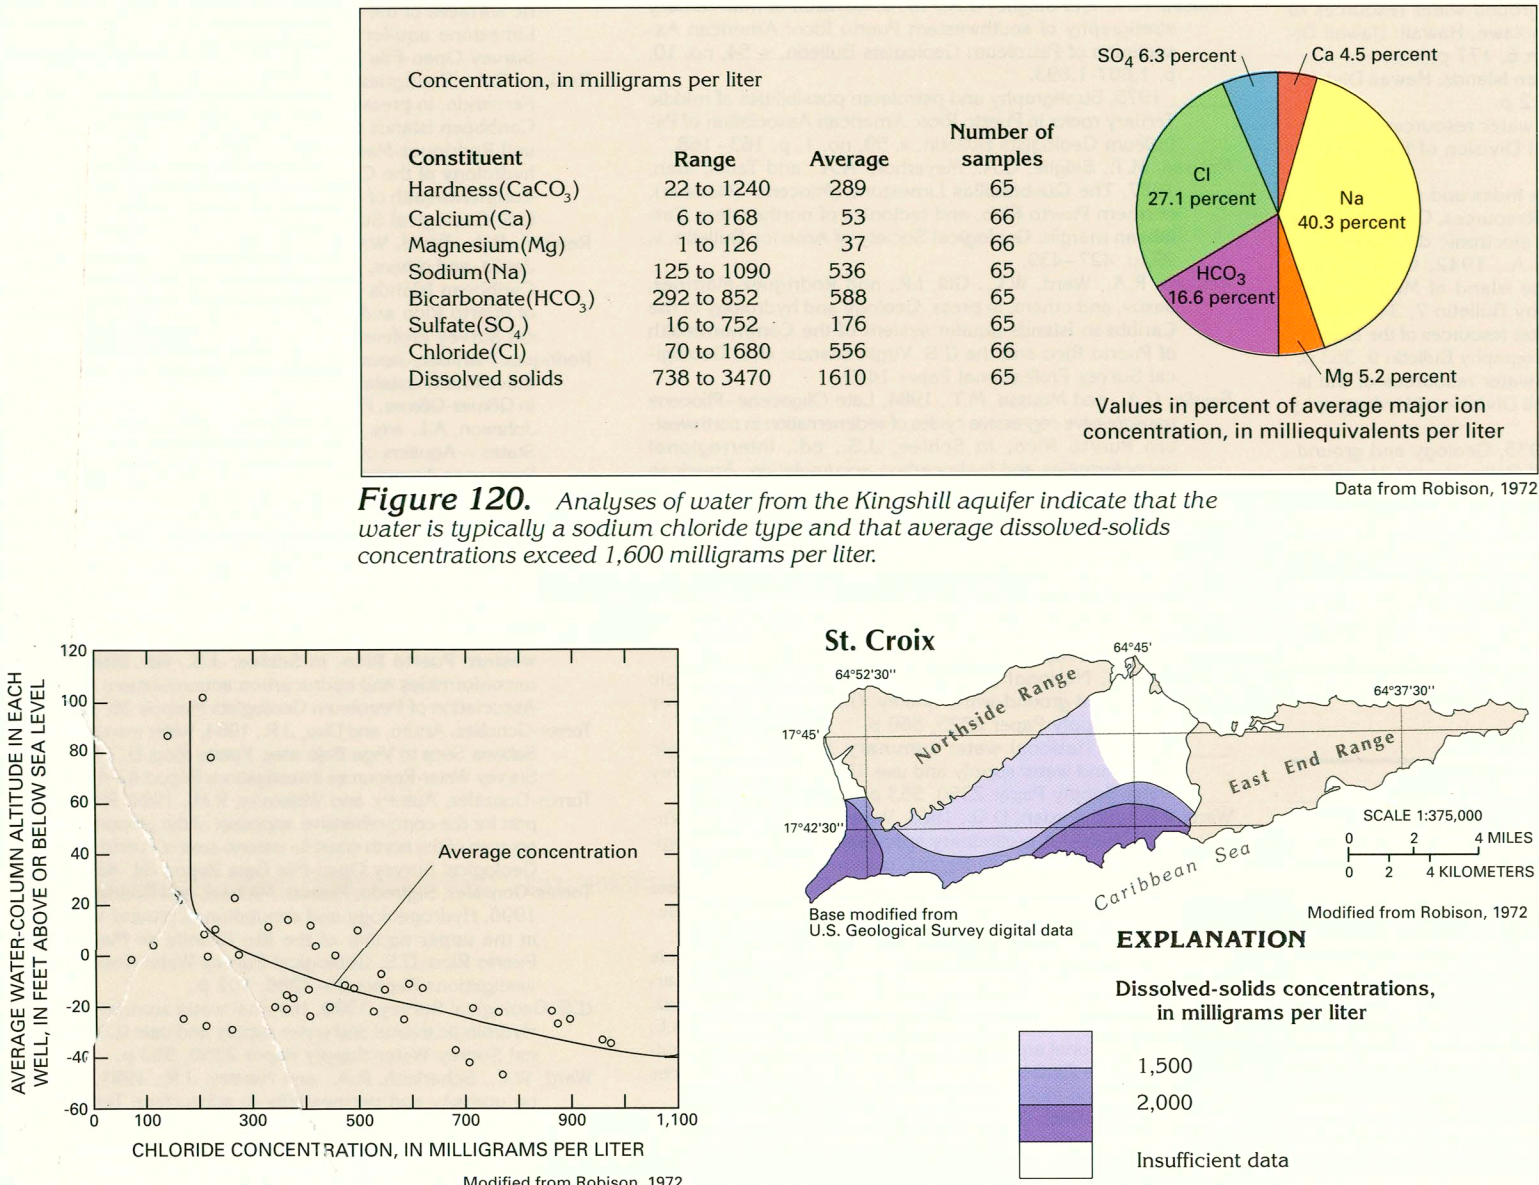 Concentration, in milligrams per liter
Number of
Constituent Range Average samples
Hardness(CaCO₃) 22 to 1240 289 65
Calcium(Ca) 6 to 168 53 66
Magnesium(Mg) 1 to 126 37 66
Sodium(Na) 125 to 1090 536 65
Bicarbonate(HCO₃) 292 to 852 588 65
Sulfate(SO₄) 16 to 752 176 65
Chloride(Cl) 70 to 1680 556 66
Dissolved solids 738 to 3470 1610 65
SO₄ 6.3 percent
Ca 4.5 percent
Cl
27.1 percent
Na
40.3 percent
HCO₃
16.6 percent
Mg 5.2 percent
Values in percent of average major ion
concentration, in milliequivalents per liter
Data from Robison, 1972
Figure 120. Analyses of water from the Kingshill aquifer indicate that the
water is typically a sodium chloride type and that average dissolved-solids
concentrations exceed 1,600 milligrams per liter.
AVERAGE WATER-COLUMN ALTITUDE IN EACH
WELL, IN FEET ABOVE OR BELOW SEA LEVEL
120
100
80
60
40
20
0
-20
-40
-60
Average concentration
0 100 300 500 700 900 1,100
CHLORIDE CONCENTRATION, IN MILLIGRAMS PER LITER
Modified from Robison, 1972
St. Croix
64°52'30"
64°45'
64°37'30"
17°45'
17°42'30"
Northside Range
East End Range
Caribbean Sea
SCALE 1:375,000
0 2 4 MILES
0 2 4 KILOMETERS
Base modified from
U.S. Geological Survey digital data
Modified from Robison, 1972
EXPLANATION
Dissolved-solids concentrations,
in milligrams per liter
1,500
2,000
Insufficient data